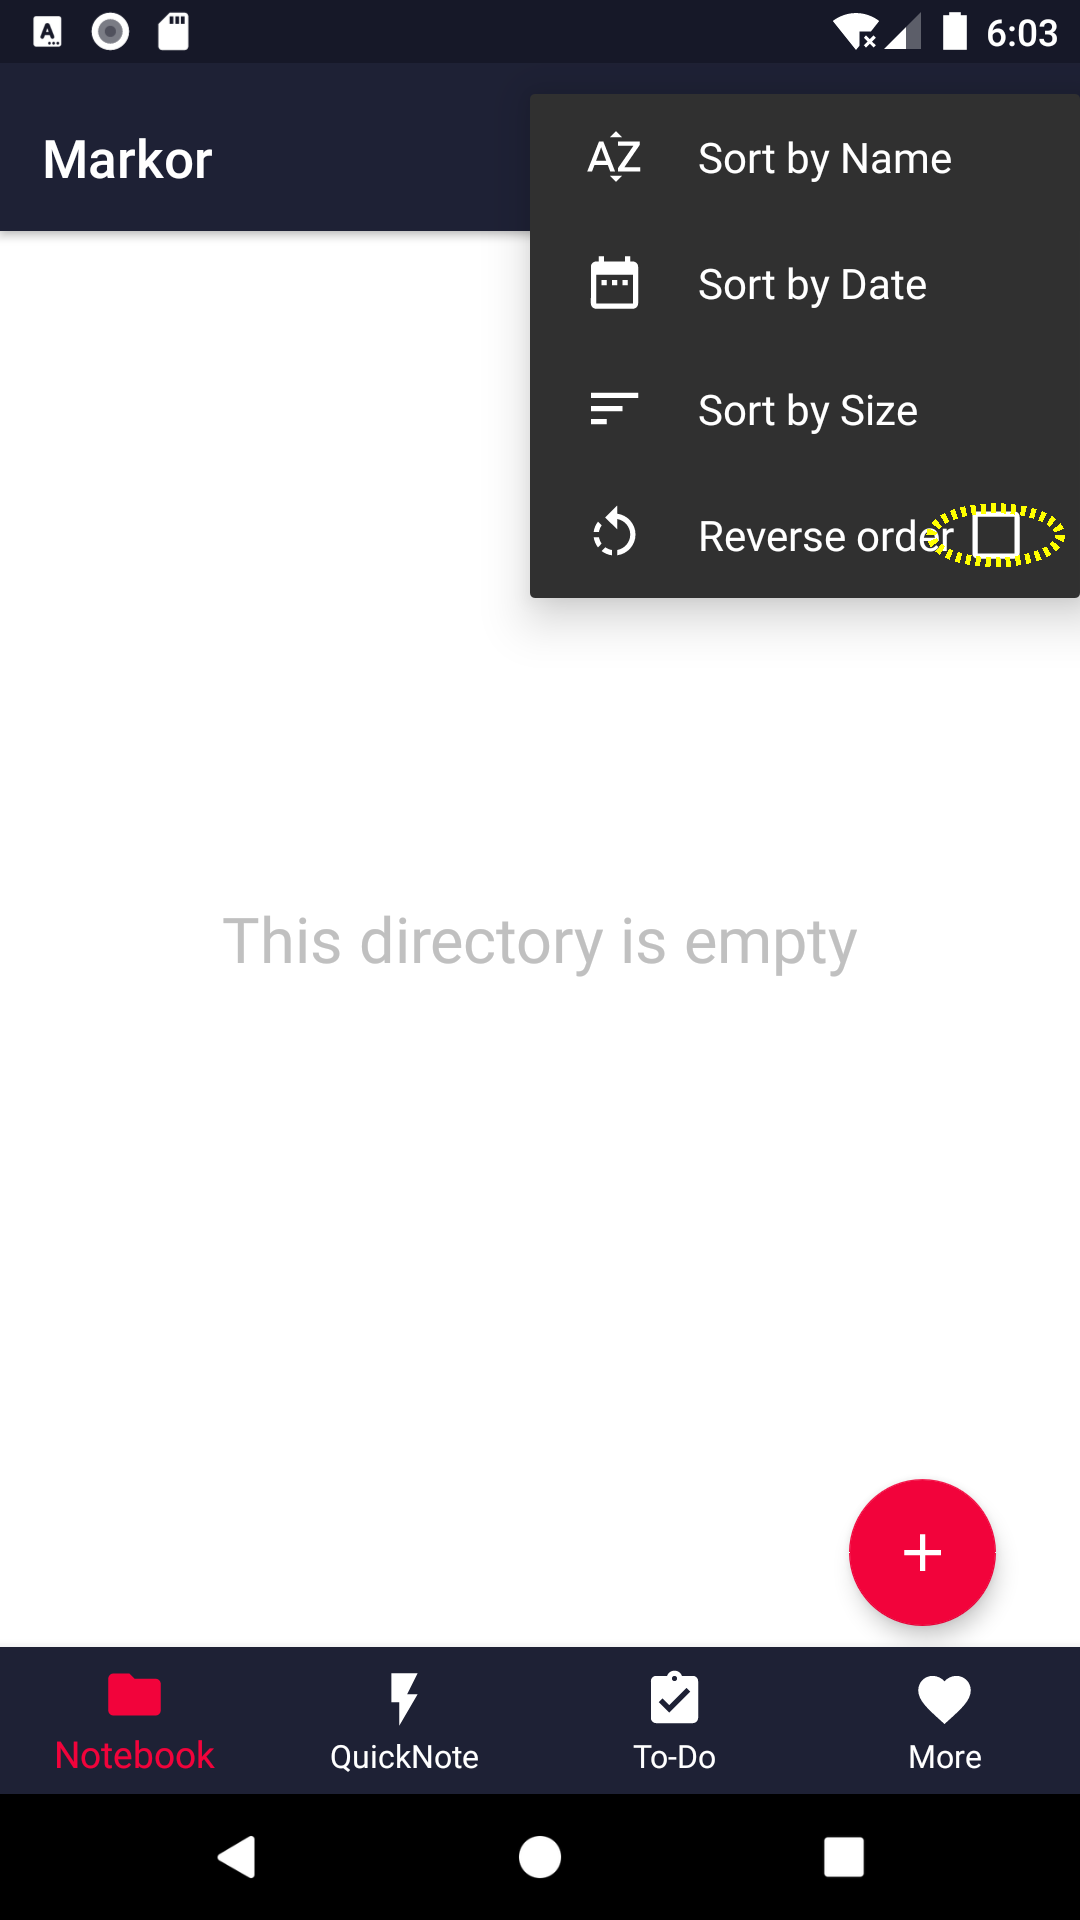 6:03
Markor
Sort by Name
Sort by Date
Sort by Size
Reverse order
This directory is empty
Notebook
QuickNote
To-Do
More